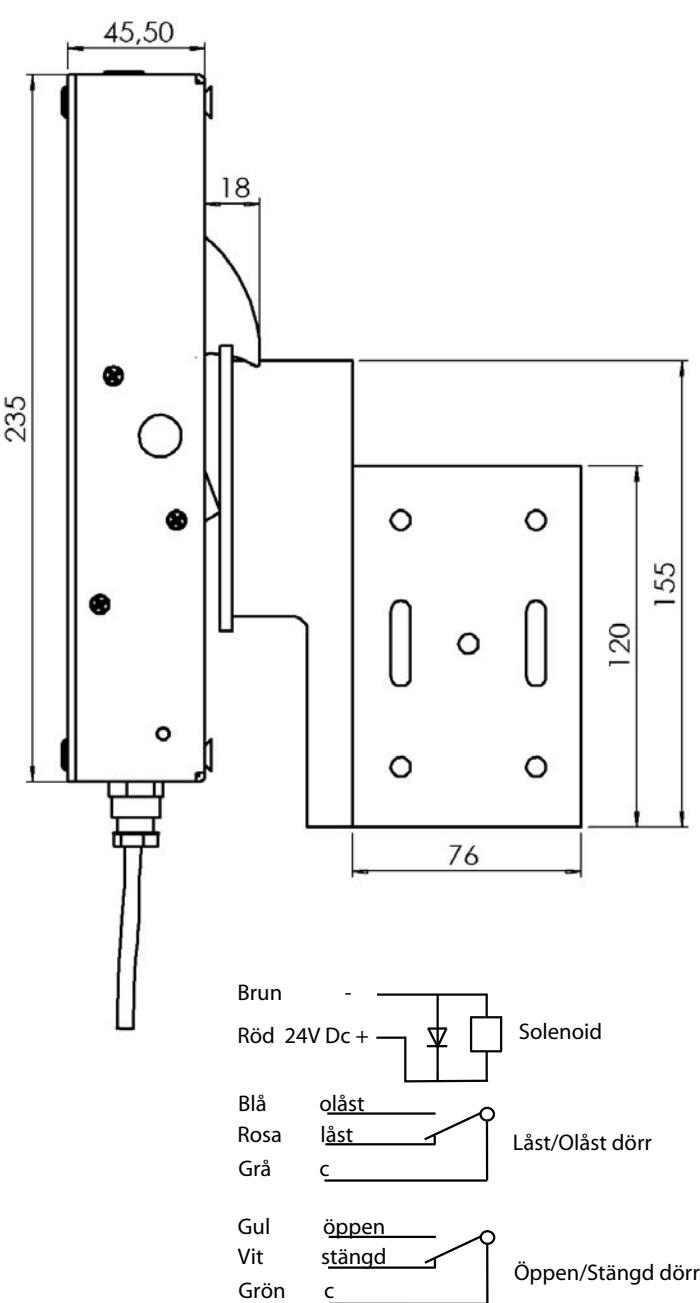 45,50
18
235
155
120
76
Brun -
Röd 24V Dc +
Solenoid
Blå olåst
Rosa låst
Låst/Olåst dörr
Grå c
Gul öppen
Vit stängd
Öppen/Stängd dörr
Grön c